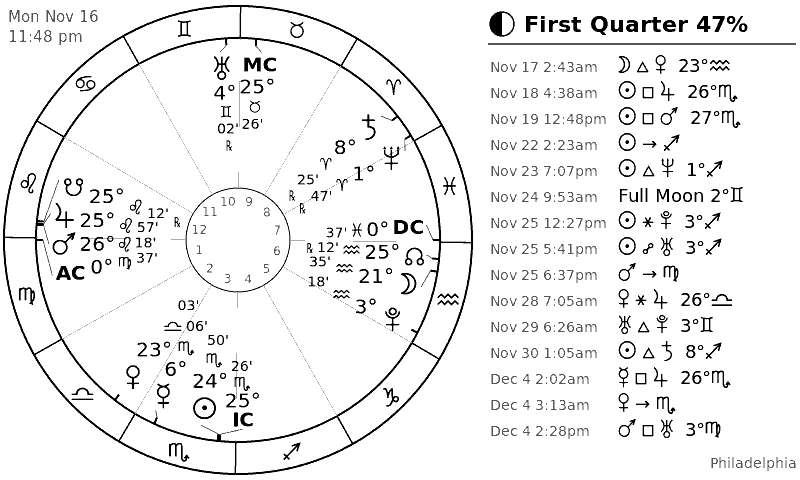 Mon Nov 16
11:48 pm
♊ ♉
♋ ♈
♌ ♓
♍ ♒
♎ ♑
♏ ♐
♅ MC
4° 25°
♊ ♉
02' 26'
℞
♄
8° ♈ 25' ℞
♆
1° ♈ 47' ℞
☋ 25° ♌ 12' ℞
♃ 25° ♌ 57'
♂ 26° ♌ 18'
AC 0° ♍ 37'
37' ♓ 0° DC
℞ 12' ♒ 25° ☊
35' ♒ 21° ☽
18' ♒ 3° ♇
10 9
11 8
12 7
1 6
2 5
3 4
03' ♎ 23° ♀
06' ♏ 6° ☿
50' ♏ 24° ☉
26' ♏ 25° IC
First Quarter 47%
Nov 17 2:43am ☽ △ ♀ 23°♒
Nov 18 4:38am ☉ □ ♃ 26°♏
Nov 19 12:48pm ☉ □ ♂ 27°♏
Nov 22 2:23am ☉ → ♐
Nov 23 7:07pm ☉ △ ♆ 1°♐
Nov 24 9:53am Full Moon 2°♊
Nov 25 12:27pm ☉ ⚹ ♇ 3°♐
Nov 25 5:41pm ☉ ☍ ♅ 3°♐
Nov 25 6:37pm ♂ → ♍
Nov 28 7:05am ♀ ⚹ ♃ 26°♎
Nov 29 6:26am ♅ △ ♇ 3°♊
Nov 30 1:05am ☉ △ ♄ 8°♐
Dec 4 2:02am ☿ □ ♃ 26°♏
Dec 4 3:13am ♀ → ♏
Dec 4 2:28pm ♂ □ ♅ 3°♍
Philadelphia